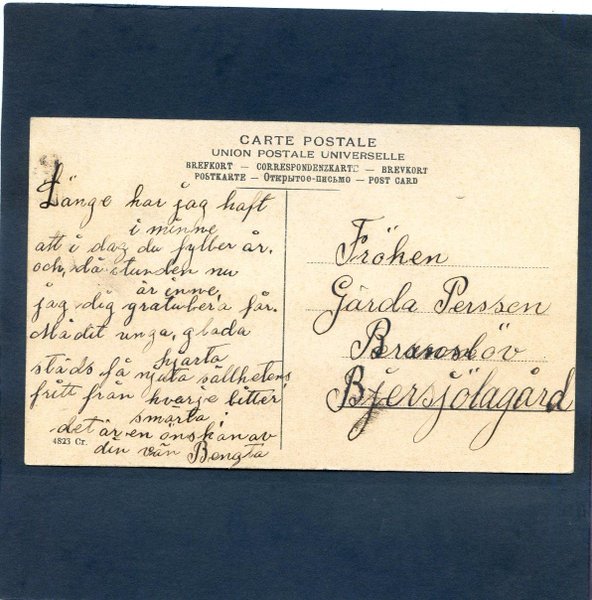 CARTE POSTALE
UNION POSTALE UNIVERSELLE
BREFKORT — CORRESPONDENZKARTE — BREVKORT
POSTKARTE — Открытое-письмо — POST CARD
Länge har jag haft
i minne
att i dag du fyller år.
och, då stunden nu
är inne,
jag dig gratulera får.
Må dit unga, glada
hjärta
städs få njuta sällhetens
fritt från hvarje bitter
smärta,
det är en önskan av
din vän Bengta
4823 Cr.
Fröken
Gärda Perssen
Bjersjölagård